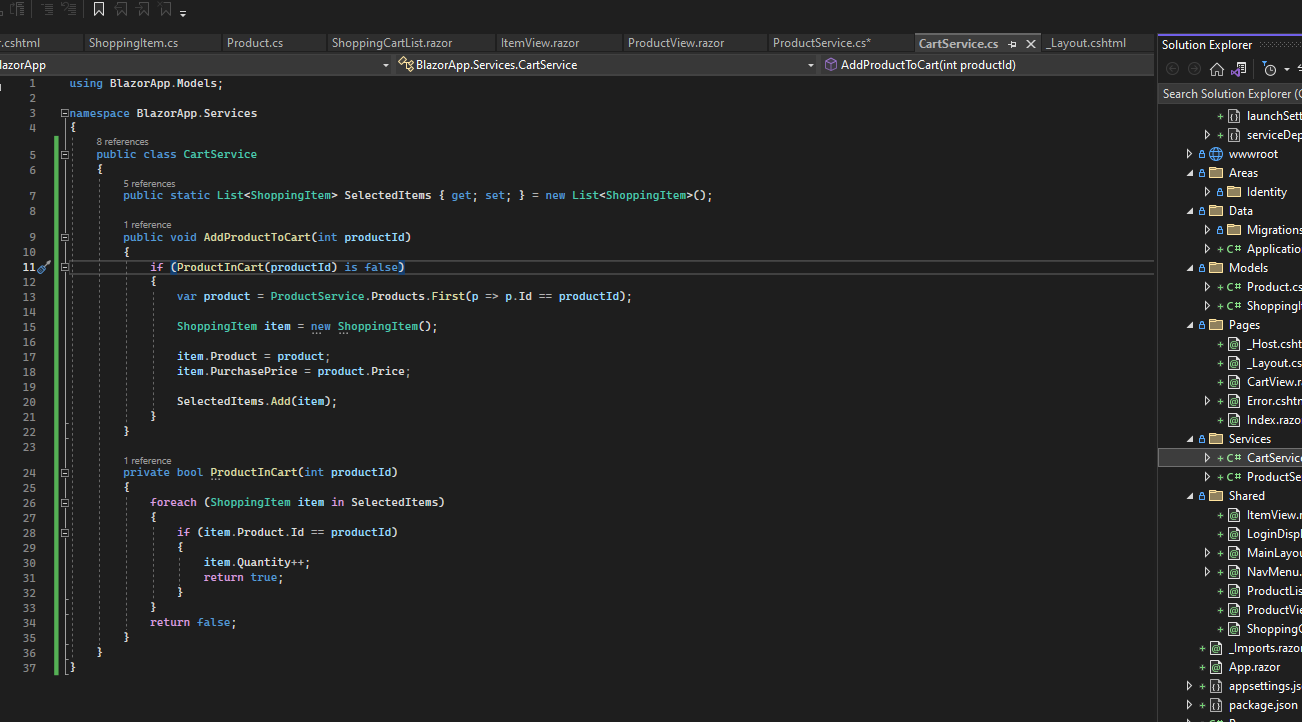 r.cshtml
ShoppingItem.cs
Product.cs
ShoppingCartList.razor
ItemView.razor
ProductView.razor
ProductService.cs*
CartService.cs
_Layout.cshtml
lazorApp
BlazorApp.Services.CartService
AddProductToCart(int productId)
1 using BlazorApp.Models;
2
3 namespace BlazorApp.Services
4 {
8 references
5 public class CartService
6 {
5 references
7 public static List<ShoppingItem> SelectedItems { get; set; } = new List<ShoppingItem>();
8
1 reference
9 public void AddProductToCart(int productId)
10 {
11 if (ProductInCart(productId) is false)
12 {
13 var product = ProductService.Products.First(p => p.Id == productId);
14
15 ShoppingItem item = new ShoppingItem();
16
17 item.Product = product;
18 item.PurchasePrice = product.Price;
19
20 SelectedItems.Add(item);
21 }
22 }
23
1 reference
24 private bool ProductInCart(int productId)
25 {
26 foreach (ShoppingItem item in SelectedItems)
27 {
28 if (item.Product.Id == productId)
29 {
30 item.Quantity++;
31 return true;
32 }
33 }
34 return false;
35 }
36 }
37 }
Solution Explorer
Search Solution Explorer (C
launchSett
serviceDep
wwwroot
Areas
Identity
Data
Migrations
C# Applicatio
Models
C# Product.cs
C# ShoppingI
Pages
_Host.csht
_Layout.cs
CartView.r
Error.cshtm
Index.razo
Services
C# CartService
C# ProductSe
Shared
ItemView.r
LoginDispl
MainLayou
NavMenu.
ProductLis
ProductVie
ShoppingC
_Imports.razor
App.razor
appsettings.js
package.json